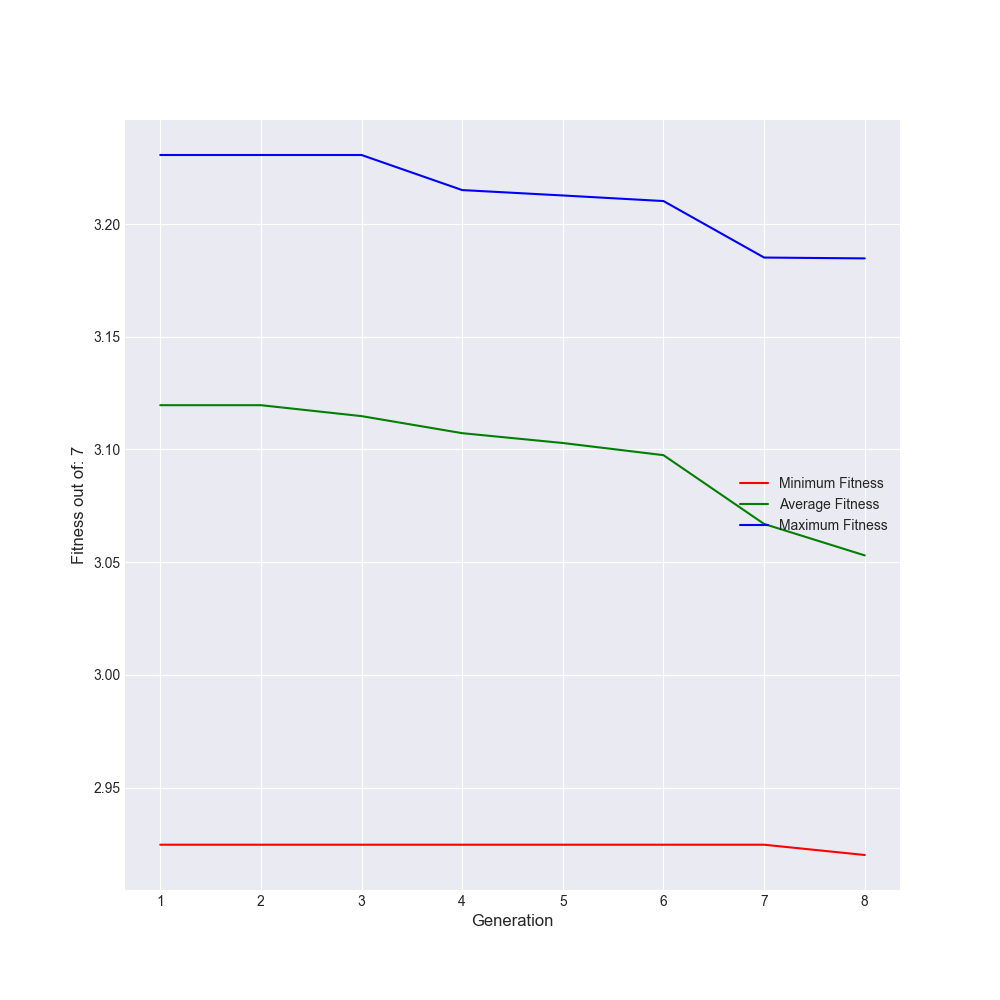 3.20
3.15
3.10
3.05
3.00
2.95
Fitness out of: 7
Minimum Fitness
Average Fitness
Maximum Fitness
1 2 3 4 5 6 7 8
Generation